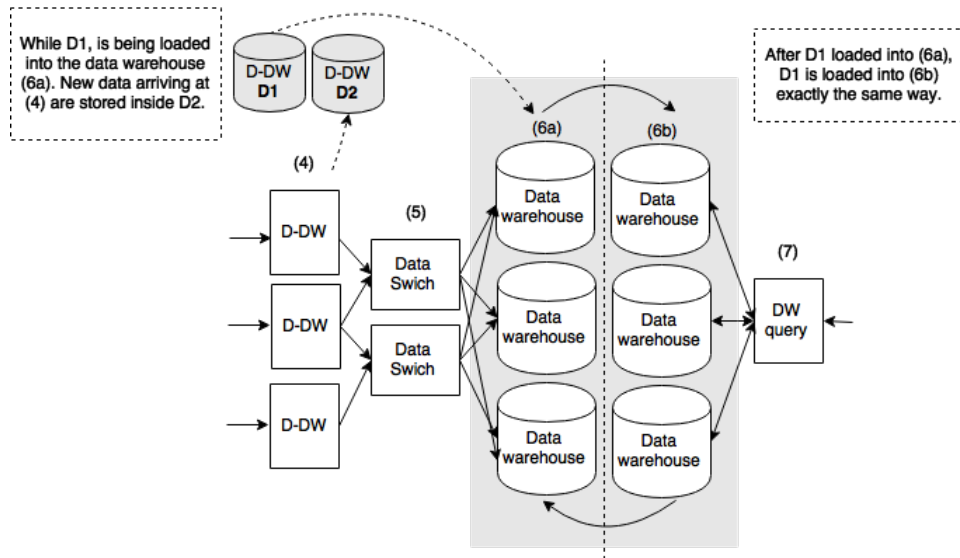 While D1, is being loaded
into the data warehouse
(6a). New data arriving at
(4) are stored inside D2.
D-DW
D1
D-DW
D2
After D1 loaded into (6a),
D1 is loaded into (6b)
exactly the same way.
(4)
D-DW
D-DW
D-DW
(5)
Data
Swich
Data
Swich
(6a)
Data
warehouse
Data
warehouse
Data
warehouse
(6b)
Data
warehouse
Data
warehouse
Data
warehouse
(7)
DW
query